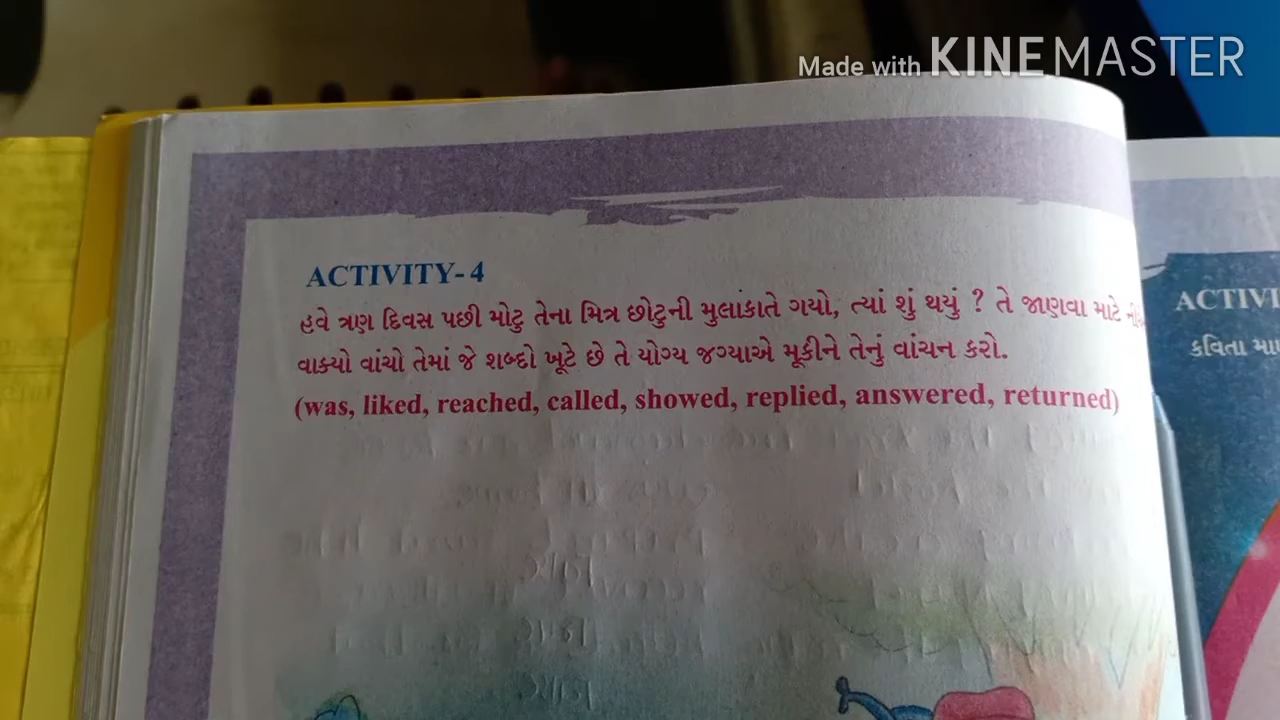 Made with KINEMASTER
ACTIVITY- 4
હવે ત્રણ દિવસ પછી મોટુ તેના મિત્ર છોટુની મુલાકાતે ગયો, ત્યાં શું થયું ? તે જાણવા માટે
વાક્યો વાંચો તેમાં જે શબ્દો ખૂટે છે તે યોગ્ય જગ્યાએ મૂકીને તેનું વાંચન કરો.
(was, liked, reached, called, showed, replied, answered, returned)
ACTIVI
કવિતા